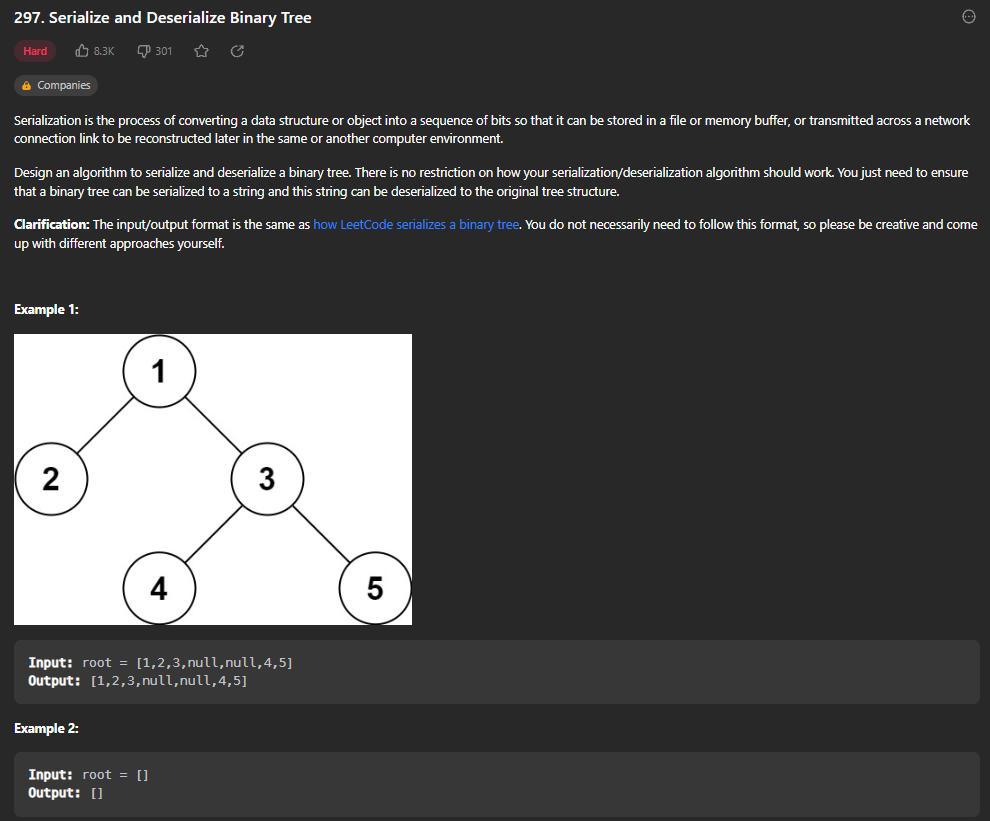 297. Serialize and Deserialize Binary Tree
Hard 8.3K 301
Companies
Serialization is the process of converting a data structure or object into a sequence of bits so that it can be stored in a file or memory buffer, or transmitted across a network
connection link to be reconstructed later in the same or another computer environment.
Design an algorithm to serialize and deserialize a binary tree. There is no restriction on how your serialization/deserialization algorithm should work. You just need to ensure
that a binary tree can be serialized to a string and this string can be deserialized to the original tree structure.
Clarification: The input/output format is the same as how LeetCode serializes a binary tree. You do not necessarily need to follow this format, so please be creative and come
up with different approaches yourself.
Example 1:
1
2 3
4 5
Input: root = [1,2,3,null,null,4,5]
Output: [1,2,3,null,null,4,5]
Example 2:
Input: root = []
Output: []